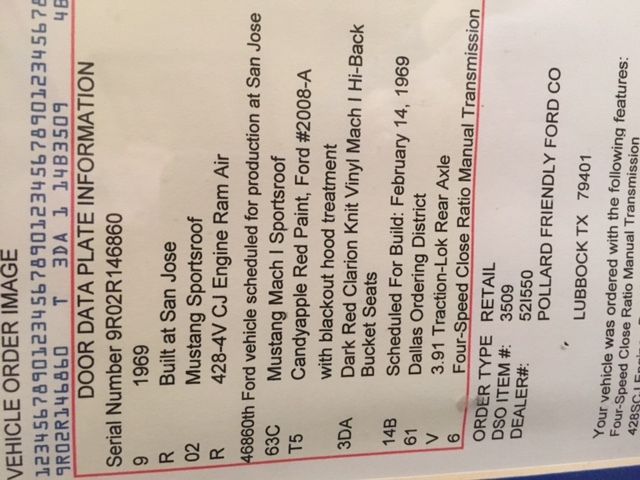 VEHICLE ORDER IMAGE
1234567890123456789012345678901234567890123456789012345678
9R02R146860 T 3DA 1 14B3509 4B
DOOR DATA PLATE INFORMATION
Serial Number 9R02R146860
9 1969
R Built at San Jose
02 Mustang Sportsroof
R 428-4V CJ Engine Ram Air
46860th Ford vehicle scheduled for production at San Jose
63C Mustang Mach I Sportsroof
T5 Candyapple Red Paint, Ford #2008-A
with blackout hood treatment
3DA Dark Red Clarion Knit Vinyl Mach I Hi-Back
Bucket Seats
14B Scheduled For Build: February 14, 1969
61 Dallas Ordering District
V 3.91 Traction-Lok Rear Axle
6 Four-Speed Close Ratio Manual Transmission
ORDER TYPE RETAIL
DSO ITEM #: 3509
DEALER#: 52I550
POLLARD FRIENDLY FORD CO
LUBBOCK TX 79401
Your vehicle was ordered with the following features:
Four-Speed Close Ratio Manual Transmission